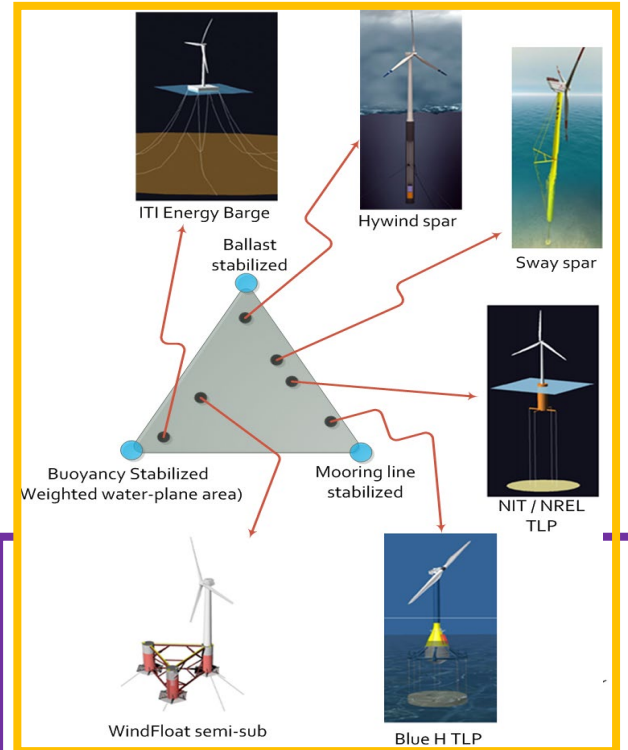 ITI Energy Barge
Hywind spar
Sway spar
Ballast
stabilized
Buoyancy Stabilized
Weighted water-plane area)
Mooring line
stabilized
NIT / NREL
TLP
WindFloat semi-sub
Blue H TLP